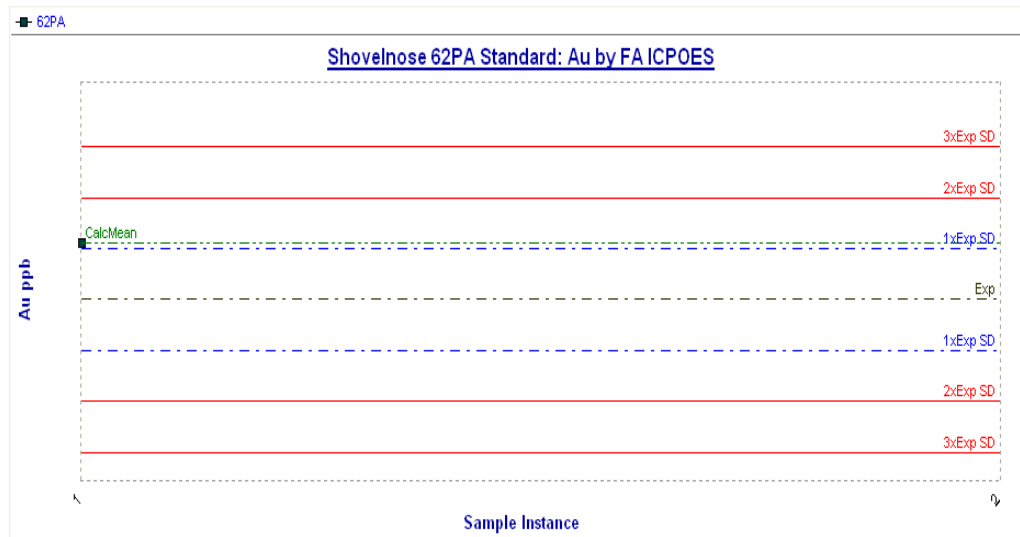 62PA
Shovelnose 62PA Standard: Au by FA ICPOES
3xExp SD
2xExp SD
CalcMean
1xExp SD
Exp
1xExp SD
2xExp SD
3xExp SD
Au ppb
1
2
Sample Instance